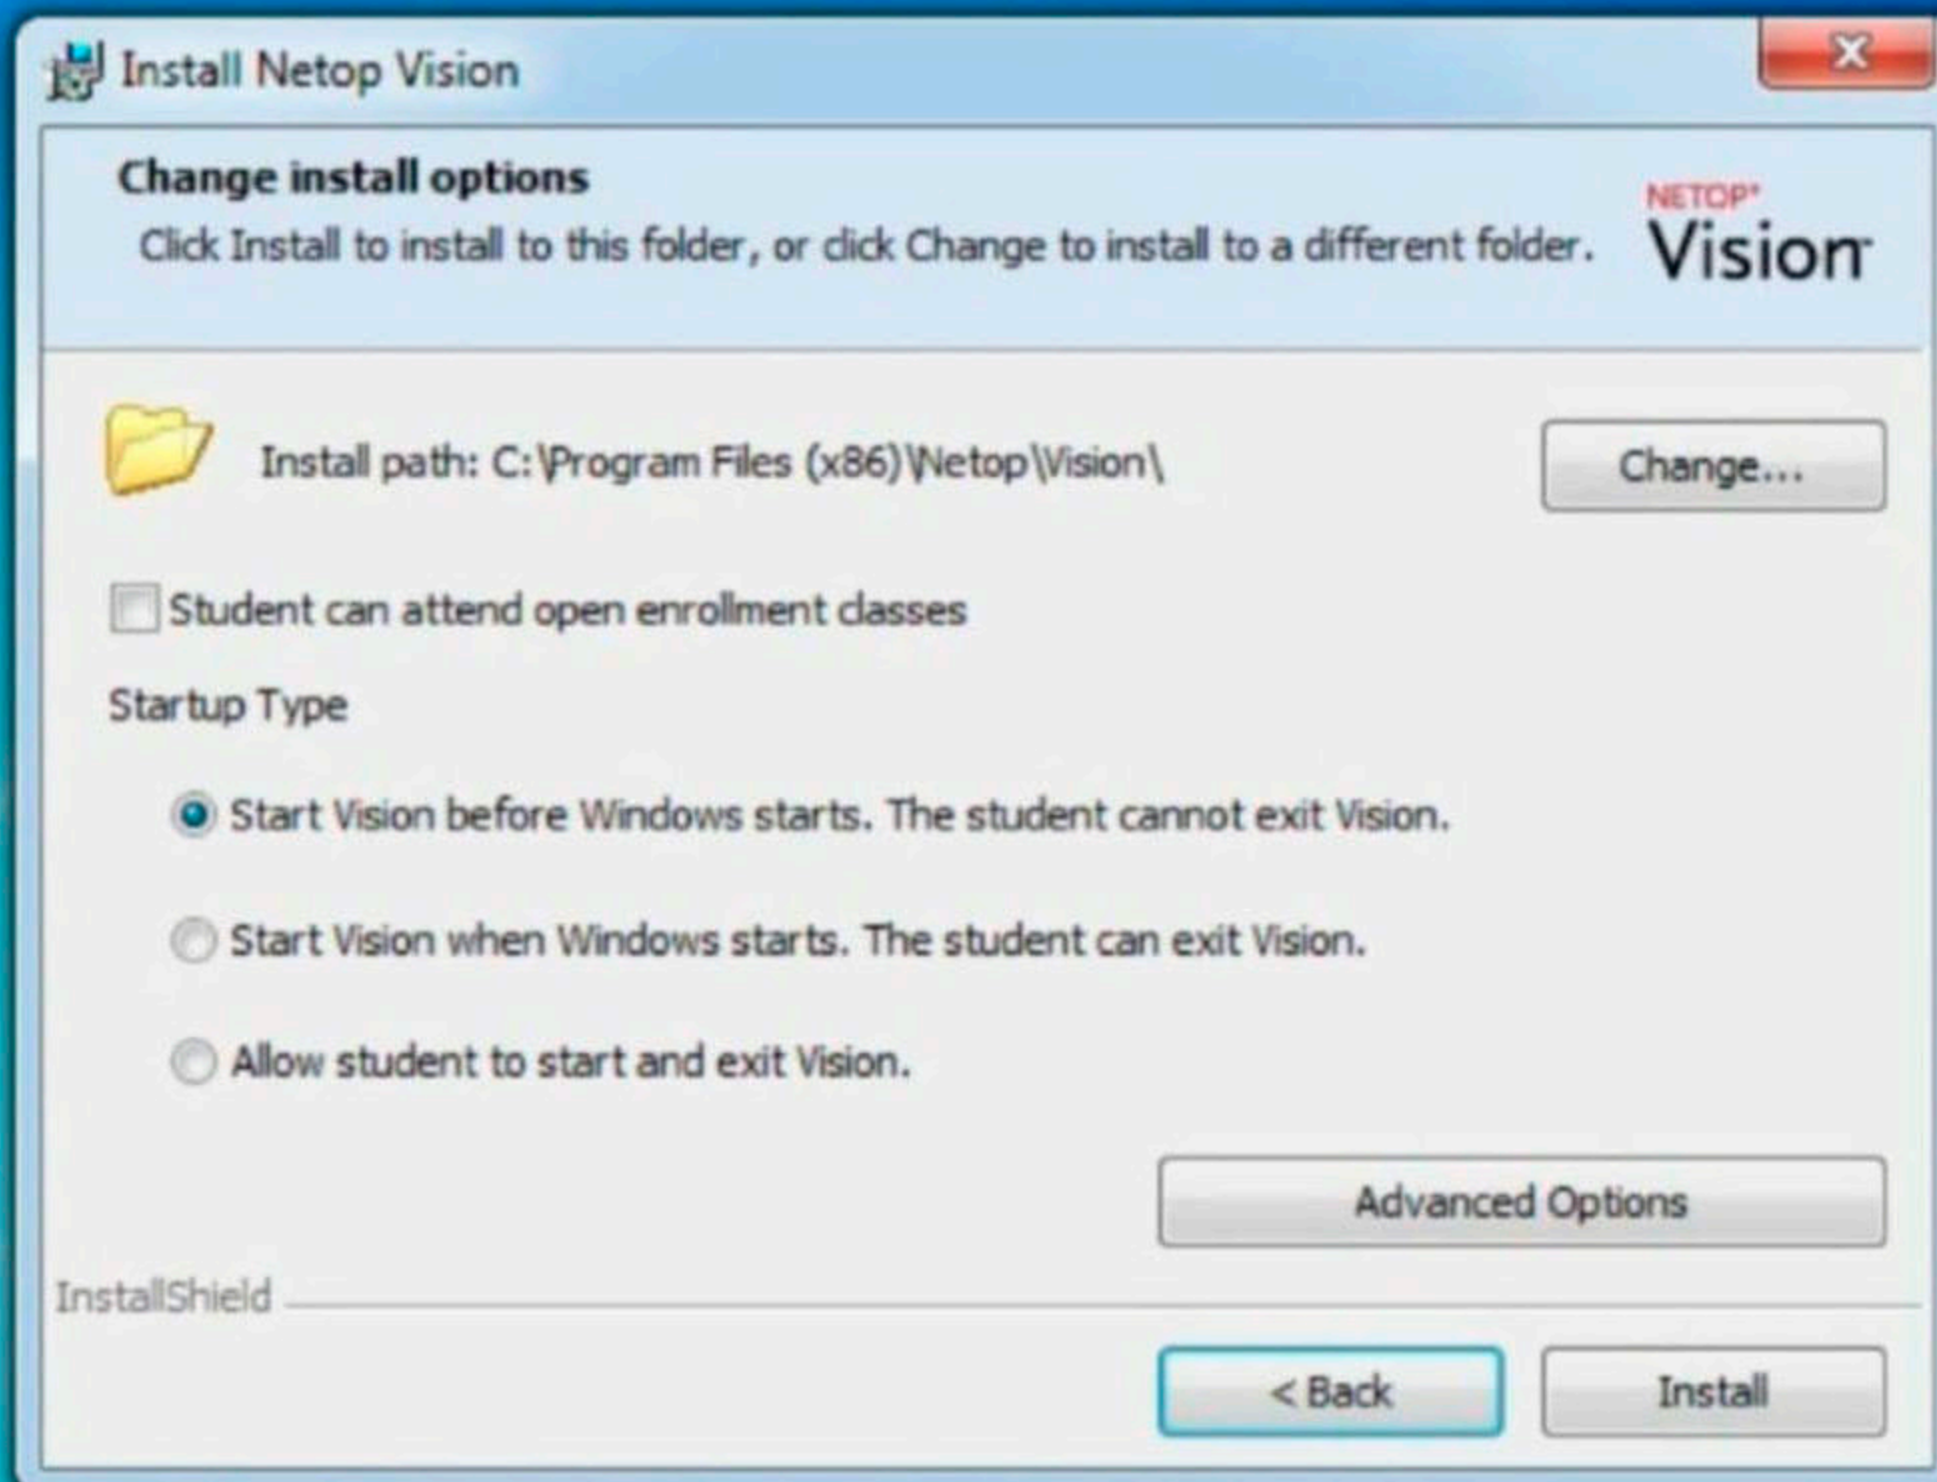 Install Netop Vision
Change install options
Click Install to install to this folder, or click Change to install to a different folder.
NETOP®
Vision™
Install path: C:\Program Files (x86)\Netop\Vision\
Change...
Student can attend open enrollment classes
Startup Type
Start Vision before Windows starts. The student cannot exit Vision.
Start Vision when Windows starts. The student can exit Vision.
Allow student to start and exit Vision.
Advanced Options
InstallShield
< Back
Install